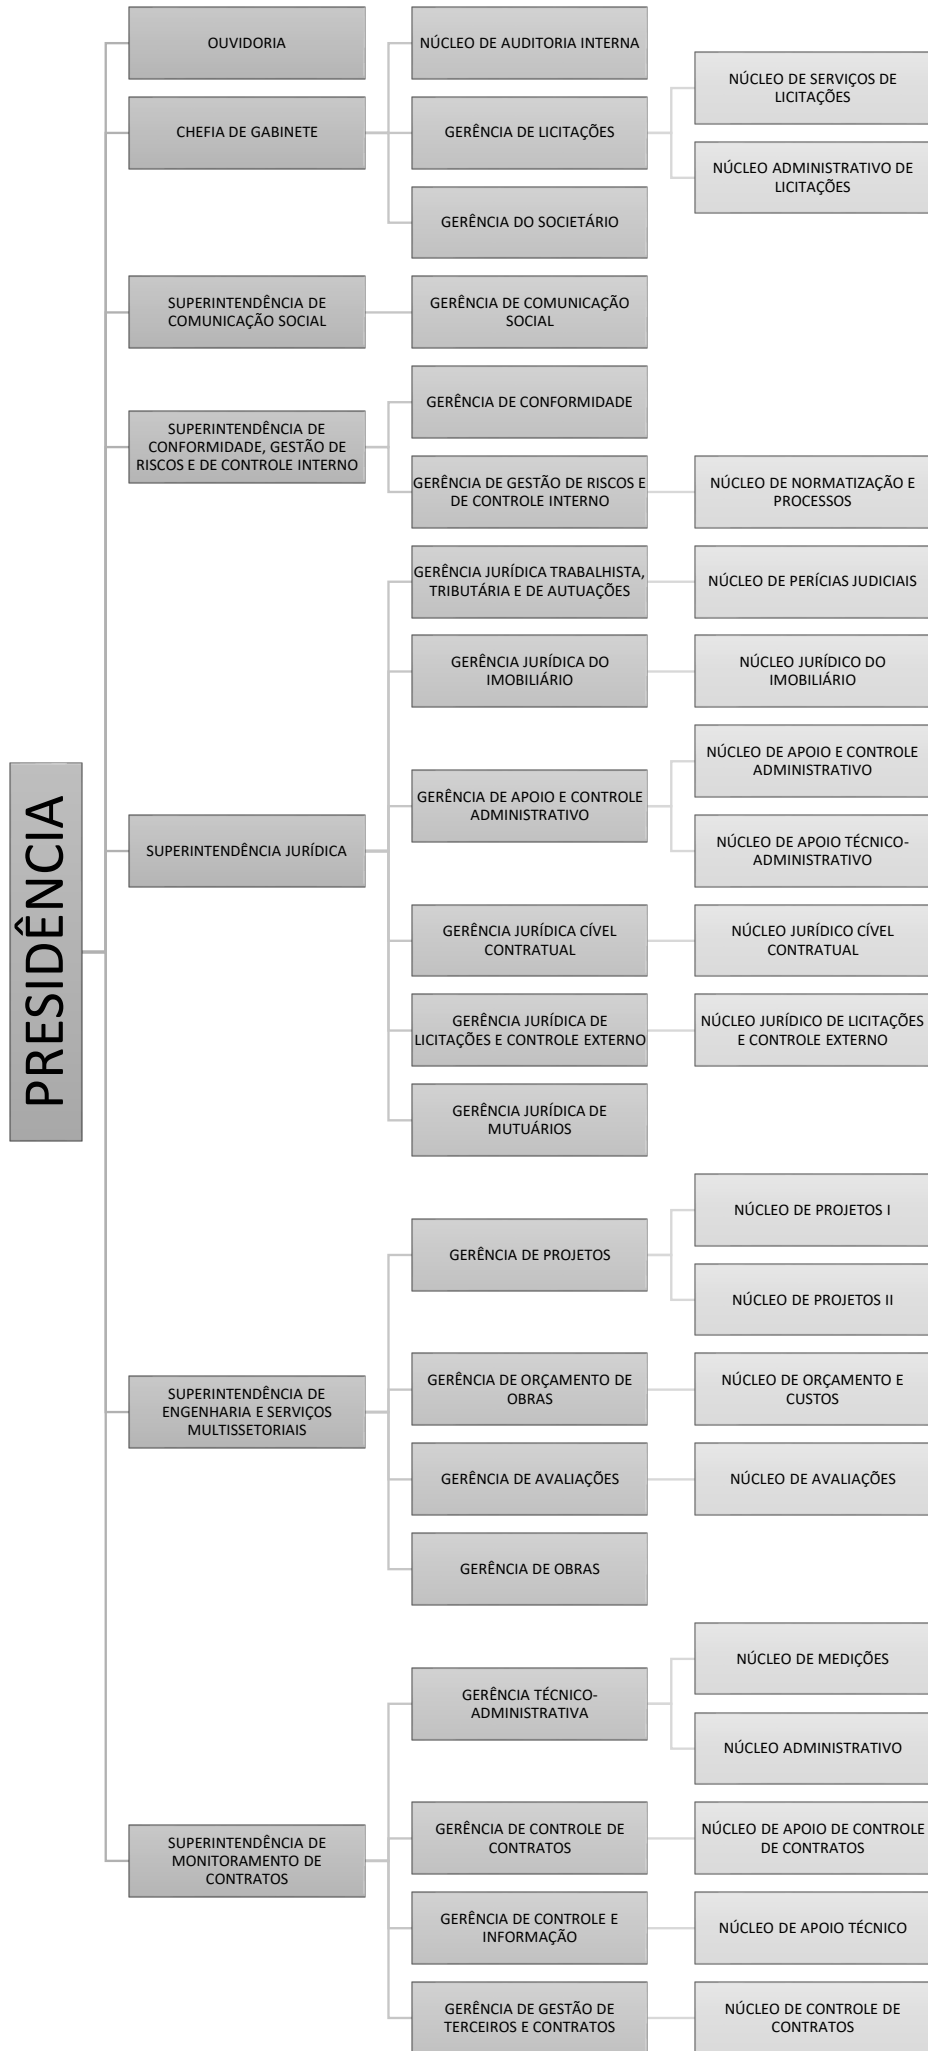 PRESIDÊNCIA
OUVIDORIA
CHEFIA DE GABINETE
NÚCLEO DE AUDITORIA INTERNA
GERÊNCIA DE LICITAÇÕES
NÚCLEO DE SERVIÇOS DE
LICITAÇÕES
NÚCLEO ADMINISTRATIVO DE
LICITAÇÕES
GERÊNCIA DO SOCIETÁRIO
SUPERINTENDÊNCIA DE
COMUNICAÇÃO SOCIAL
GERÊNCIA DE COMUNICAÇÃO
SOCIAL
SUPERINTENDÊNCIA DE
CONFORMIDADE, GESTÃO DE
RISCOS E DE CONTROLE INTERNO
GERÊNCIA DE CONFORMIDADE
GERÊNCIA DE GESTÃO DE RISCOS E
DE CONTROLE INTERNO
NÚCLEO DE NORMATIZAÇÃO E
PROCESSOS
SUPERINTENDÊNCIA JURÍDICA
GERÊNCIA JURÍDICA TRABALHISTA,
TRIBUTÁRIA E DE AUTUAÇÕES
NÚCLEO DE PERÍCIAS JUDICIAIS
GERÊNCIA JURÍDICA DO
IMOBILIÁRIO
NÚCLEO JURÍDICO DO
IMOBILIÁRIO
GERÊNCIA DE APOIO E CONTROLE
ADMINISTRATIVO
NÚCLEO DE APOIO E CONTROLE
ADMINISTRATIVO
NÚCLEO DE APOIO TÉCNICO-
ADMINISTRATIVO
GERÊNCIA JURÍDICA CÍVEL
CONTRATUAL
NÚCLEO JURÍDICO CÍVEL
CONTRATUAL
GERÊNCIA JURÍDICA DE
LICITAÇÕES E CONTROLE EXTERNO
NÚCLEO JURÍDICO DE LICITAÇÕES
E CONTROLE EXTERNO
GERÊNCIA JURÍDICA DE
MUTUÁRIOS
SUPERINTENDÊNCIA DE
ENGENHARIA E SERVIÇOS
MULTISSETORIAIS
GERÊNCIA DE PROJETOS
NÚCLEO DE PROJETOS I
NÚCLEO DE PROJETOS II
GERÊNCIA DE ORÇAMENTO DE
OBRAS
NÚCLEO DE ORÇAMENTO E
CUSTOS
GERÊNCIA DE AVALIAÇÕES
NÚCLEO DE AVALIAÇÕES
GERÊNCIA DE OBRAS
SUPERINTENDÊNCIA DE
MONITORAMENTO DE
CONTRATOS
GERÊNCIA TÉCNICO-
ADMINISTRATIVA
NÚCLEO DE MEDIÇÕES
NÚCLEO ADMINISTRATIVO
GERÊNCIA DE CONTROLE DE
CONTRATOS
NÚCLEO DE APOIO DE CONTROLE
DE CONTRATOS
GERÊNCIA DE CONTROLE E
INFORMAÇÃO
NÚCLEO DE APOIO TÉCNICO
GERÊNCIA DE GESTÃO DE
TERCEIROS E CONTRATOS
NÚCLEO DE CONTROLE DE
CONTRATOS